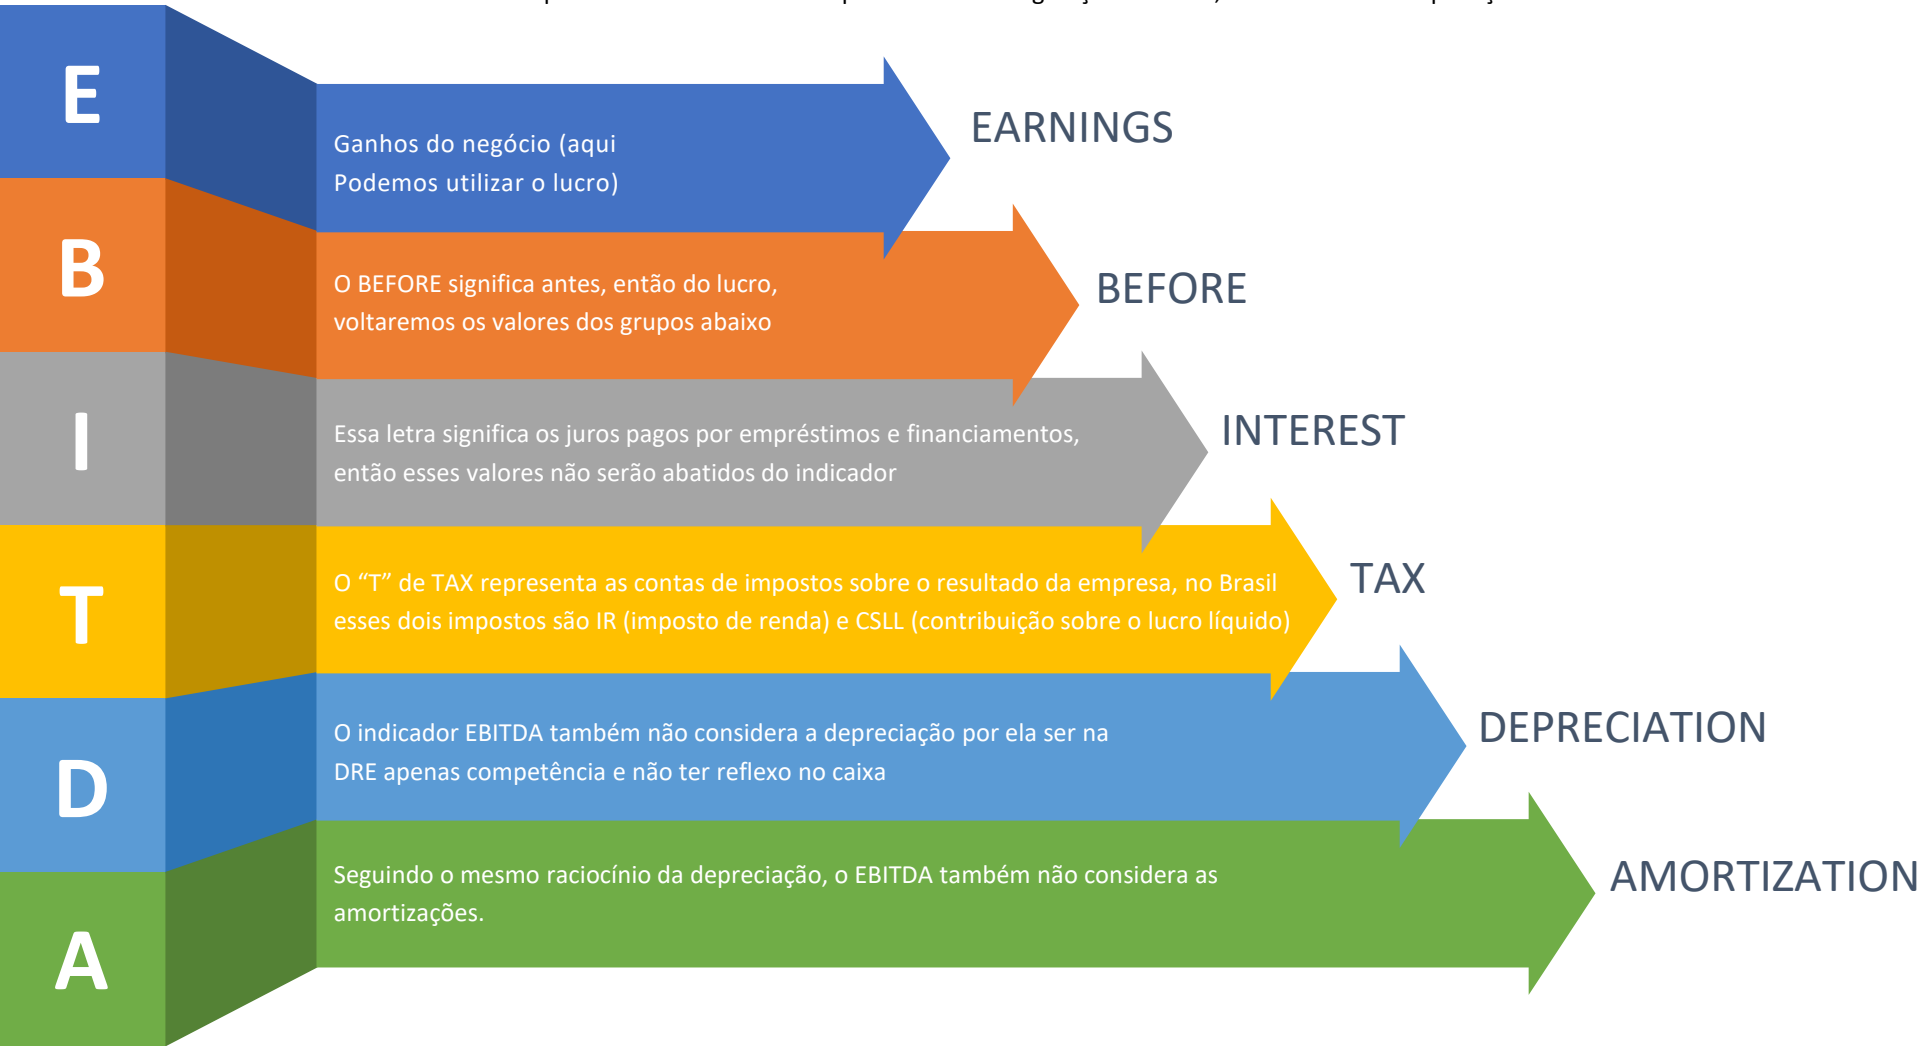 E
Ganhos do negócio (aqui
Podemos utilizar o lucro)
EARNINGS
B
O BEFORE significa antes, então do lucro,
voltaremos os valores dos grupos abaixo
BEFORE
I
Essa letra significa os juros pagos por empréstimos e financiamentos,
então esses valores não serão abatidos do indicador
INTEREST
T
O “T” de TAX representa as contas de impostos sobre o resultado da empresa, no Brasil
esses dois impostos são IR (imposto de renda) e CSLL (contribuição sobre o lucro líquido)
TAX
D
O indicador EBITDA também não considera a depreciação por ela ser na
DRE apenas competência e não ter reflexo no caixa
DEPRECIATION
A
Seguindo o mesmo raciocínio da depreciação, o EBITDA também não considera as
amortizações.
AMORTIZATION